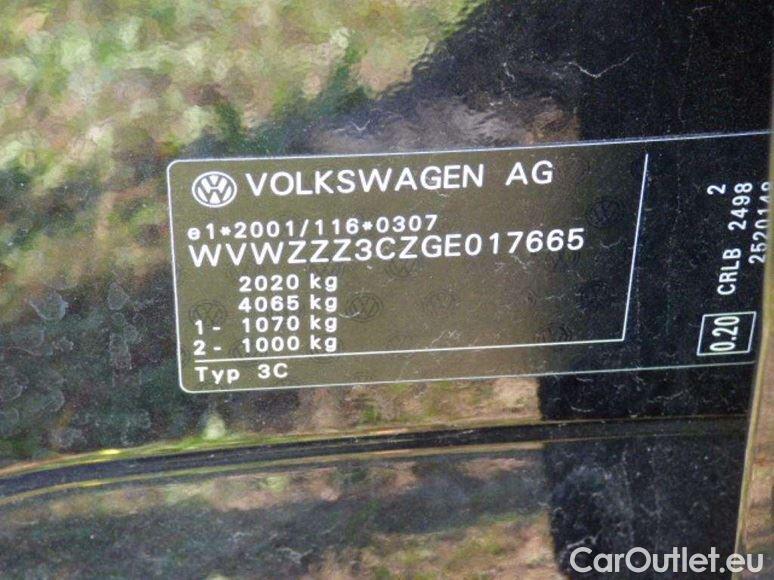 VOLKSWAGEN AG
e1*2001/116*0307
WVWZZZ3CZGE017665
2020 kg
4065 kg
1- 1070 kg
2- 1000 kg
Typ 3C
0.20
CRLB 2498
2
CarOutlet.eu